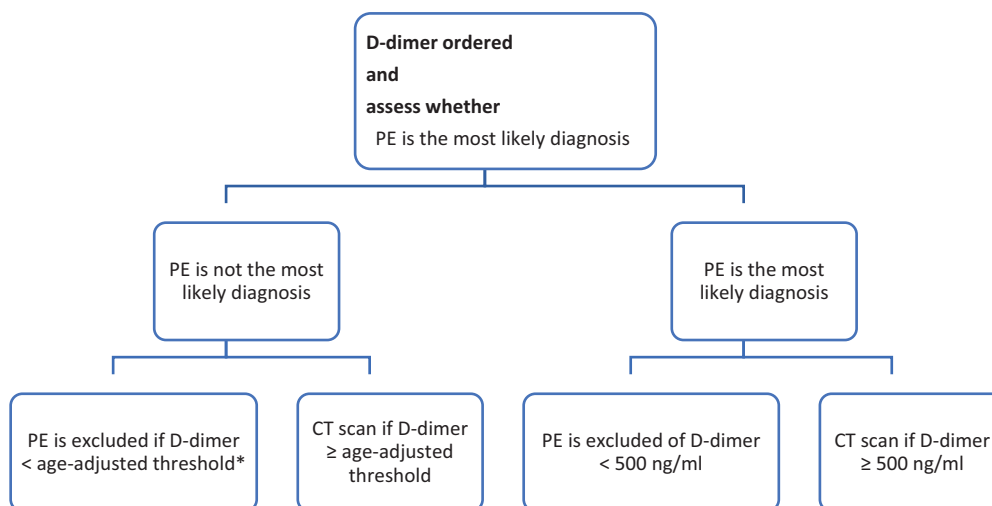 D-dimer ordered
and
assess whether
PE is the most likely diagnosis
PE is not the most
likely diagnosis
PE is the most
likely diagnosis
PE is excluded if D-dimer
< age-adjusted threshold*
CT scan if D-dimer
≥ age-adjusted
threshold
PE is excluded of D-dimer
< 500 ng/ml
CT scan if D-dimer
≥ 500 ng/ml